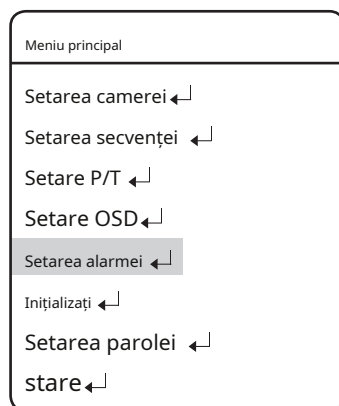 Meniu principal
Setarea camerei
Setarea secvenței
Setare P/T
Setare OSD
Setarea alarmei
Inițializați
Setarea parolei
stare